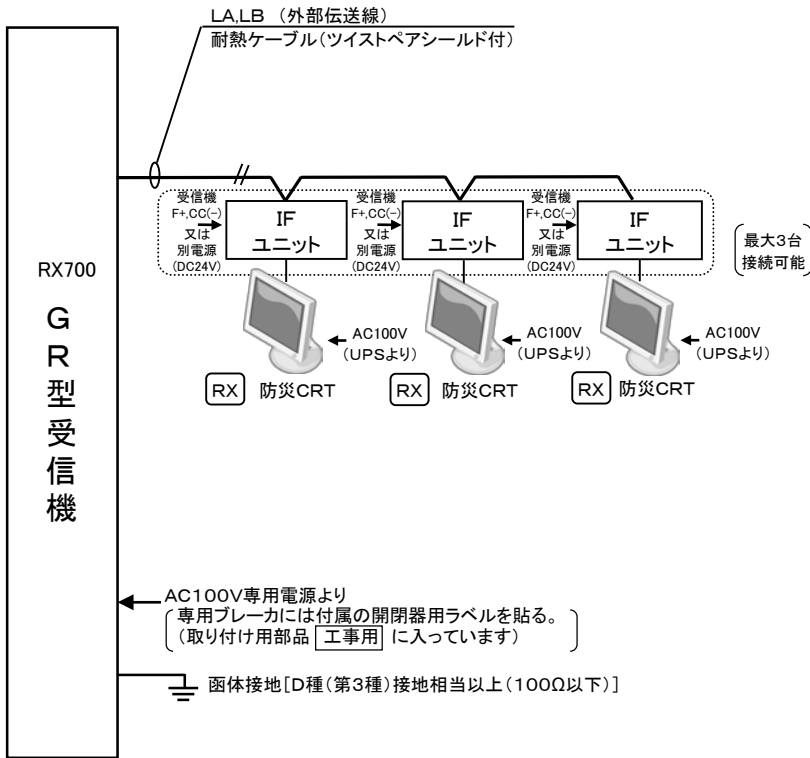 LA,LB （外部伝送線）
耐熱ケーブル（ツイストペアシールド付）
受信機
F+,CC(-)
又は
別電源
(DC24V)
IF
ユニット
受信機
F+,CC(-)
又は
別電源
(DC24V)
IF
ユニット
受信機
F+,CC(-)
又は
別電源
(DC24V)
IF
ユニット
最大3台
接続可能
RX700
GR型受信機
AC100V
（UPSより）
AC100V
（UPSより）
AC100V
（UPSより）
RX 防災CRT
RX 防災CRT
RX 防災CRT
AC100V専用電源より
専用ブレーカには付属の開閉器用ラベルを貼る。
（取り付け用部品 工事用 に入っています）
函体接地[D種（第3種）接地相当以上（100Ω以下）]